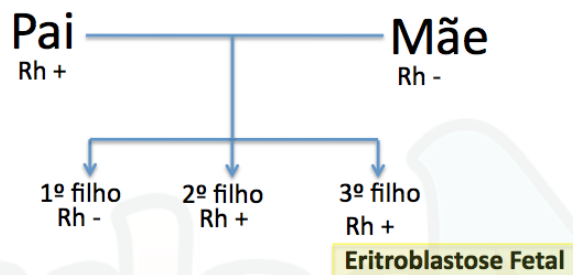 Pai
Rh +
Mãe
Rh -
1º filho
Rh -
2º filho
Rh +
3º filho
Rh +
Eritroblastose Fetal